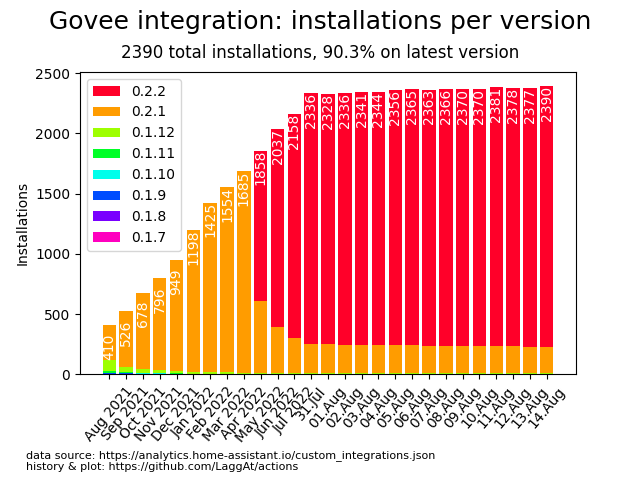 Govee integration: installations per version
2390 total installations, 90.3% on latest version
Installations
2500
2000
1500
1000
500
0
0.2.2
0.2.1
0.1.12
0.1.11
0.1.10
0.1.9
0.1.8
0.1.7
410
526
678
796
949
1198
1425
1554
1685
1858
2037
2158
2336
2328
2336
2341
2344
2356
2365
2363
2366
2370
2370
2381
2378
2377
2390
Aug 2021
Sep 2021
Oct 2021
Nov 2021
Dec 2021
Jan 2022
Feb 2022
Mar 2022
Apr 2022
May 2022
Jun 2022
Jul 2022
31.Jul
01.Aug
02.Aug
03.Aug
04.Aug
05.Aug
06.Aug
07.Aug
08.Aug
09.Aug
10.Aug
11.Aug
12.Aug
13.Aug
14.Aug
data source: https://analytics.home-assistant.io/custom_integrations.json
history & plot: https://github.com/LaggAt/actions